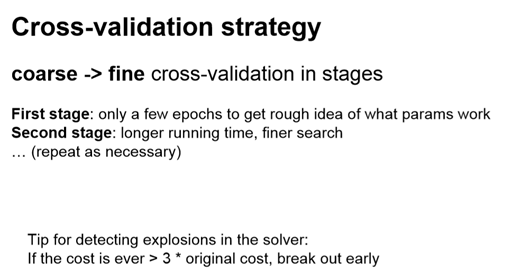 Cross-validation strategy
coarse -> fine cross-validation in stages
First stage: only a few epochs to get rough idea of what params work
Second stage: longer running time, finer search
… (repeat as necessary)
Tip for detecting explosions in the solver:
If the cost is ever > 3 * original cost, break out early